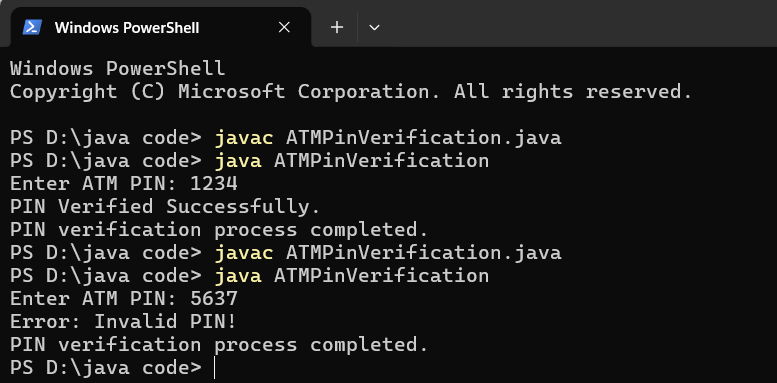 Windows PowerShell
Windows PowerShell
Copyright (C) Microsoft Corporation. All rights reserved.
PS D:\java code> javac ATMPinVerification.java
PS D:\java code> java ATMPinVerification
Enter ATM PIN: 1234
PIN Verified Successfully.
PIN verification process completed.
PS D:\java code> javac ATMPinVerification.java
PS D:\java code> java ATMPinVerification
Enter ATM PIN: 5637
Error: Invalid PIN!
PIN verification process completed.
PS D:\java code>